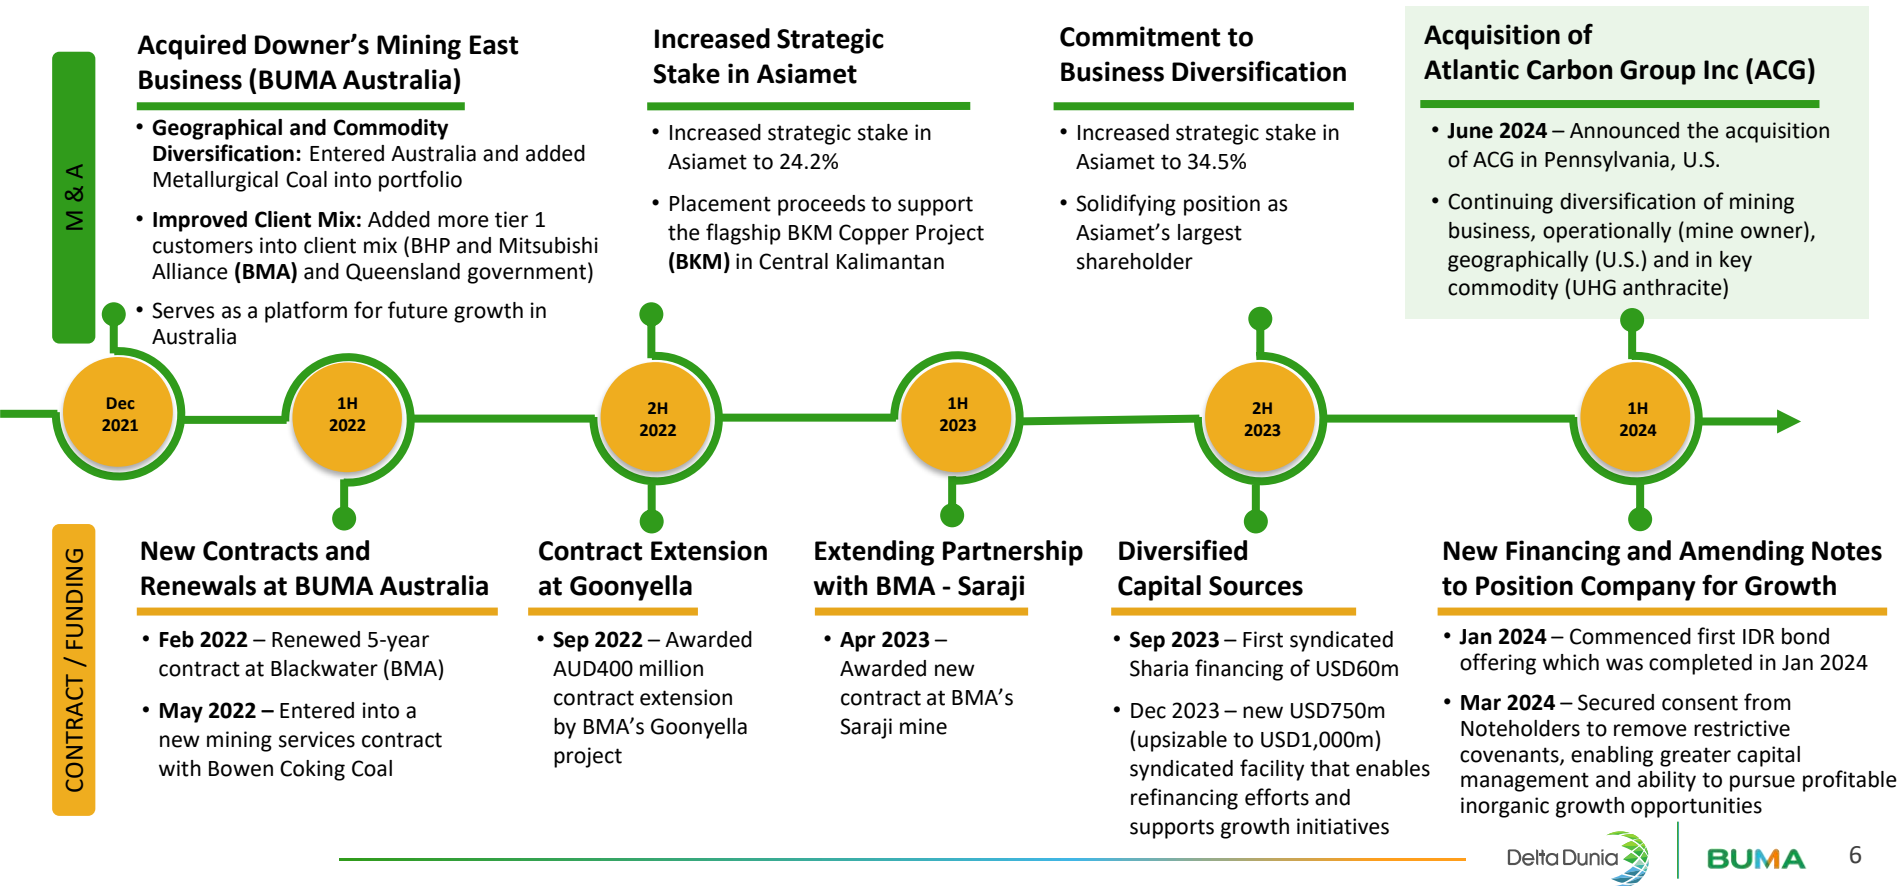 M & A
Acquired Downer’s Mining East
Business (BUMA Australia)
• Geographical and Commodity
Diversification: Entered Australia and added
Metallurgical Coal into portfolio
• Improved Client Mix: Added more tier 1
customers into client mix (BHP and Mitsubishi
Alliance (BMA) and Queensland government)
• Serves as a platform for future growth in
Australia
Increased Strategic
Stake in Asiamet
• Increased strategic stake in
Asiamet to 24.2%
• Placement proceeds to support
the flagship BKM Copper Project
(BKM) in Central Kalimantan
Commitment to
Business Diversification
• Increased strategic stake in
Asiamet to 34.5%
• Solidifying position as
Asiamet’s largest
shareholder
Acquisition of
Atlantic Carbon Group Inc (ACG)
• June 2024 – Announced the acquisition
of ACG in Pennsylvania, U.S.
• Continuing diversification of mining
business, operationally (mine owner),
geographically (U.S.) and in key
commodity (UHG anthracite)
Dec
2021
1H
2022
2H
2022
1H
2023
2H
2023
1H
2024
CONTRACT / FUNDING
New Contracts and
Renewals at BUMA Australia
• Feb 2022 – Renewed 5-year
contract at Blackwater (BMA)
• May 2022 – Entered into a
new mining services contract
with Bowen Coking Coal
Contract Extension
at Goonyella
• Sep 2022 – Awarded
AUD400 million
contract extension
by BMA’s Goonyella
project
Extending Partnership
with BMA - Saraji
• Apr 2023 –
Awarded new
contract at BMA’s
Saraji mine
Diversified
Capital Sources
• Sep 2023 – First syndicated
Sharia financing of USD60m
• Dec 2023 – new USD750m
(upsizable to USD1,000m)
syndicated facility that enables
refinancing efforts and
supports growth initiatives
New Financing and Amending Notes
to Position Company for Growth
• Jan 2024 – Commenced first IDR bond
offering which was completed in Jan 2024
• Mar 2024 – Secured consent from
Noteholders to remove restrictive
covenants, enabling greater capital
management and ability to pursue profitable
inorganic growth opportunities
Delta Dunia
BUMA
6